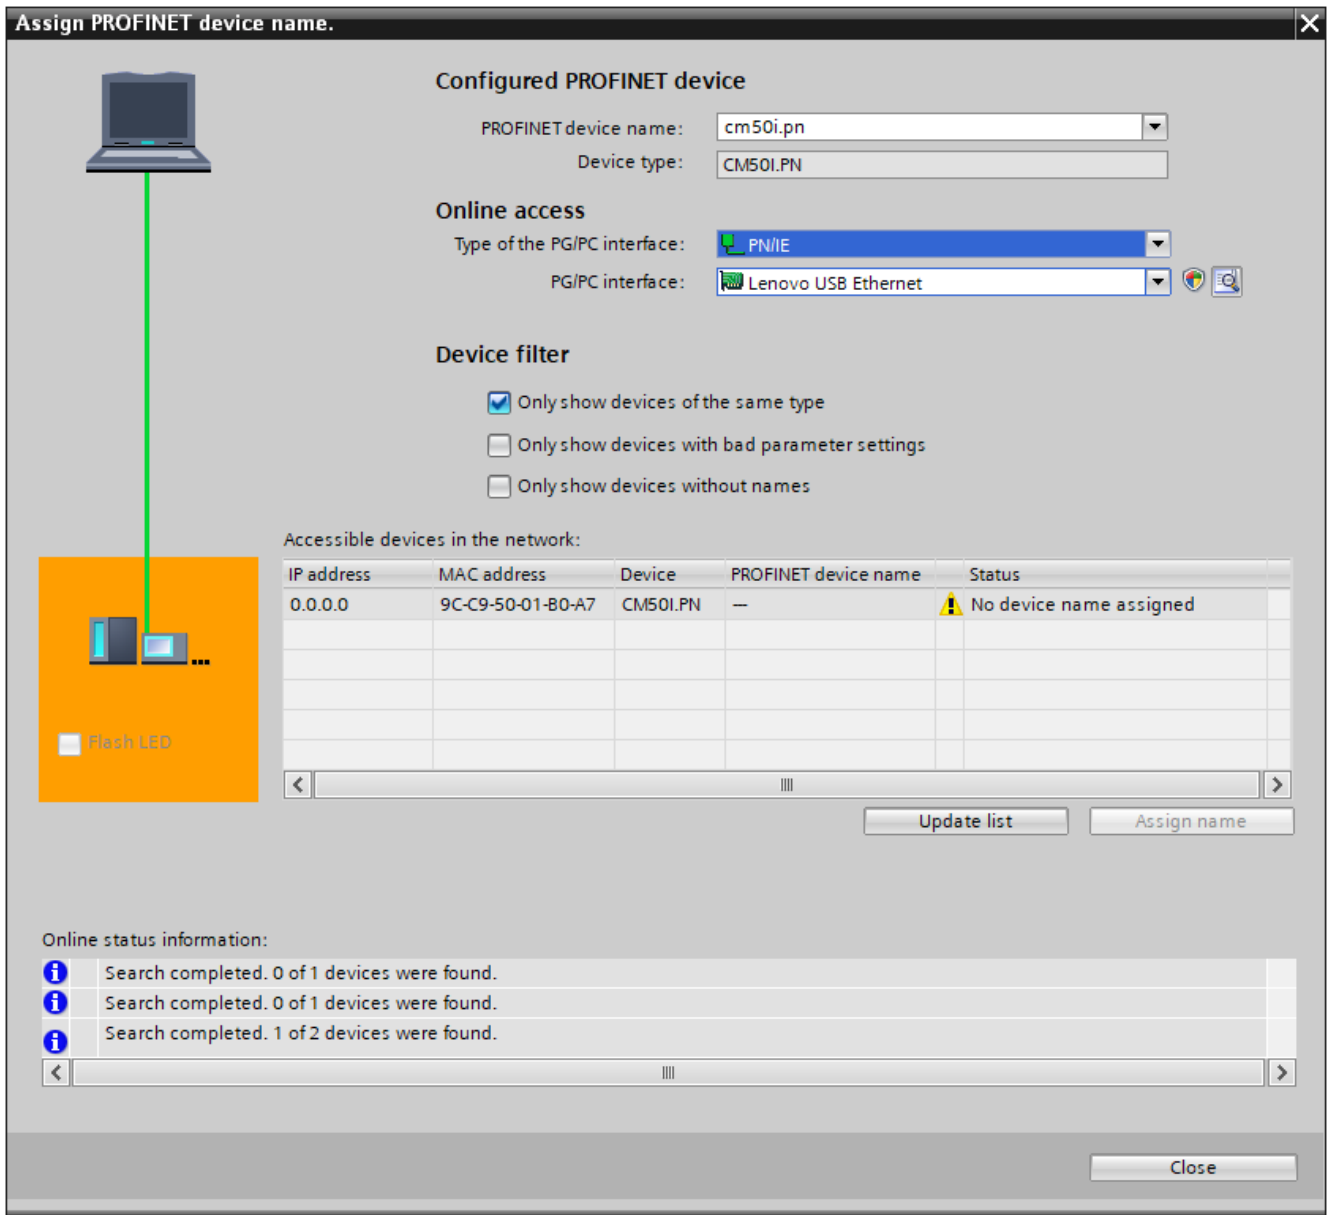 Assign PROFINET device name.
Configured PROFINET device
PROFINET device name: cm50i.pn
Device type: CM50I.PN
Online access
Type of the PG/PC interface: PN/IE
PG/PC interface: Lenovo USB Ethernet
Device filter
Only show devices of the same type
Only show devices with bad parameter settings
Only show devices without names
Accessible devices in the network:
IP address MAC address Device PROFINET device name Status
0.0.0.0 9C-C9-50-01-B0-A7 CM50I.PN — No device name assigned
Flash LED
Update list Assign name
Online status information:
Search completed. 0 of 1 devices were found.
Search completed. 0 of 1 devices were found.
Search completed. 1 of 2 devices were found.
Close